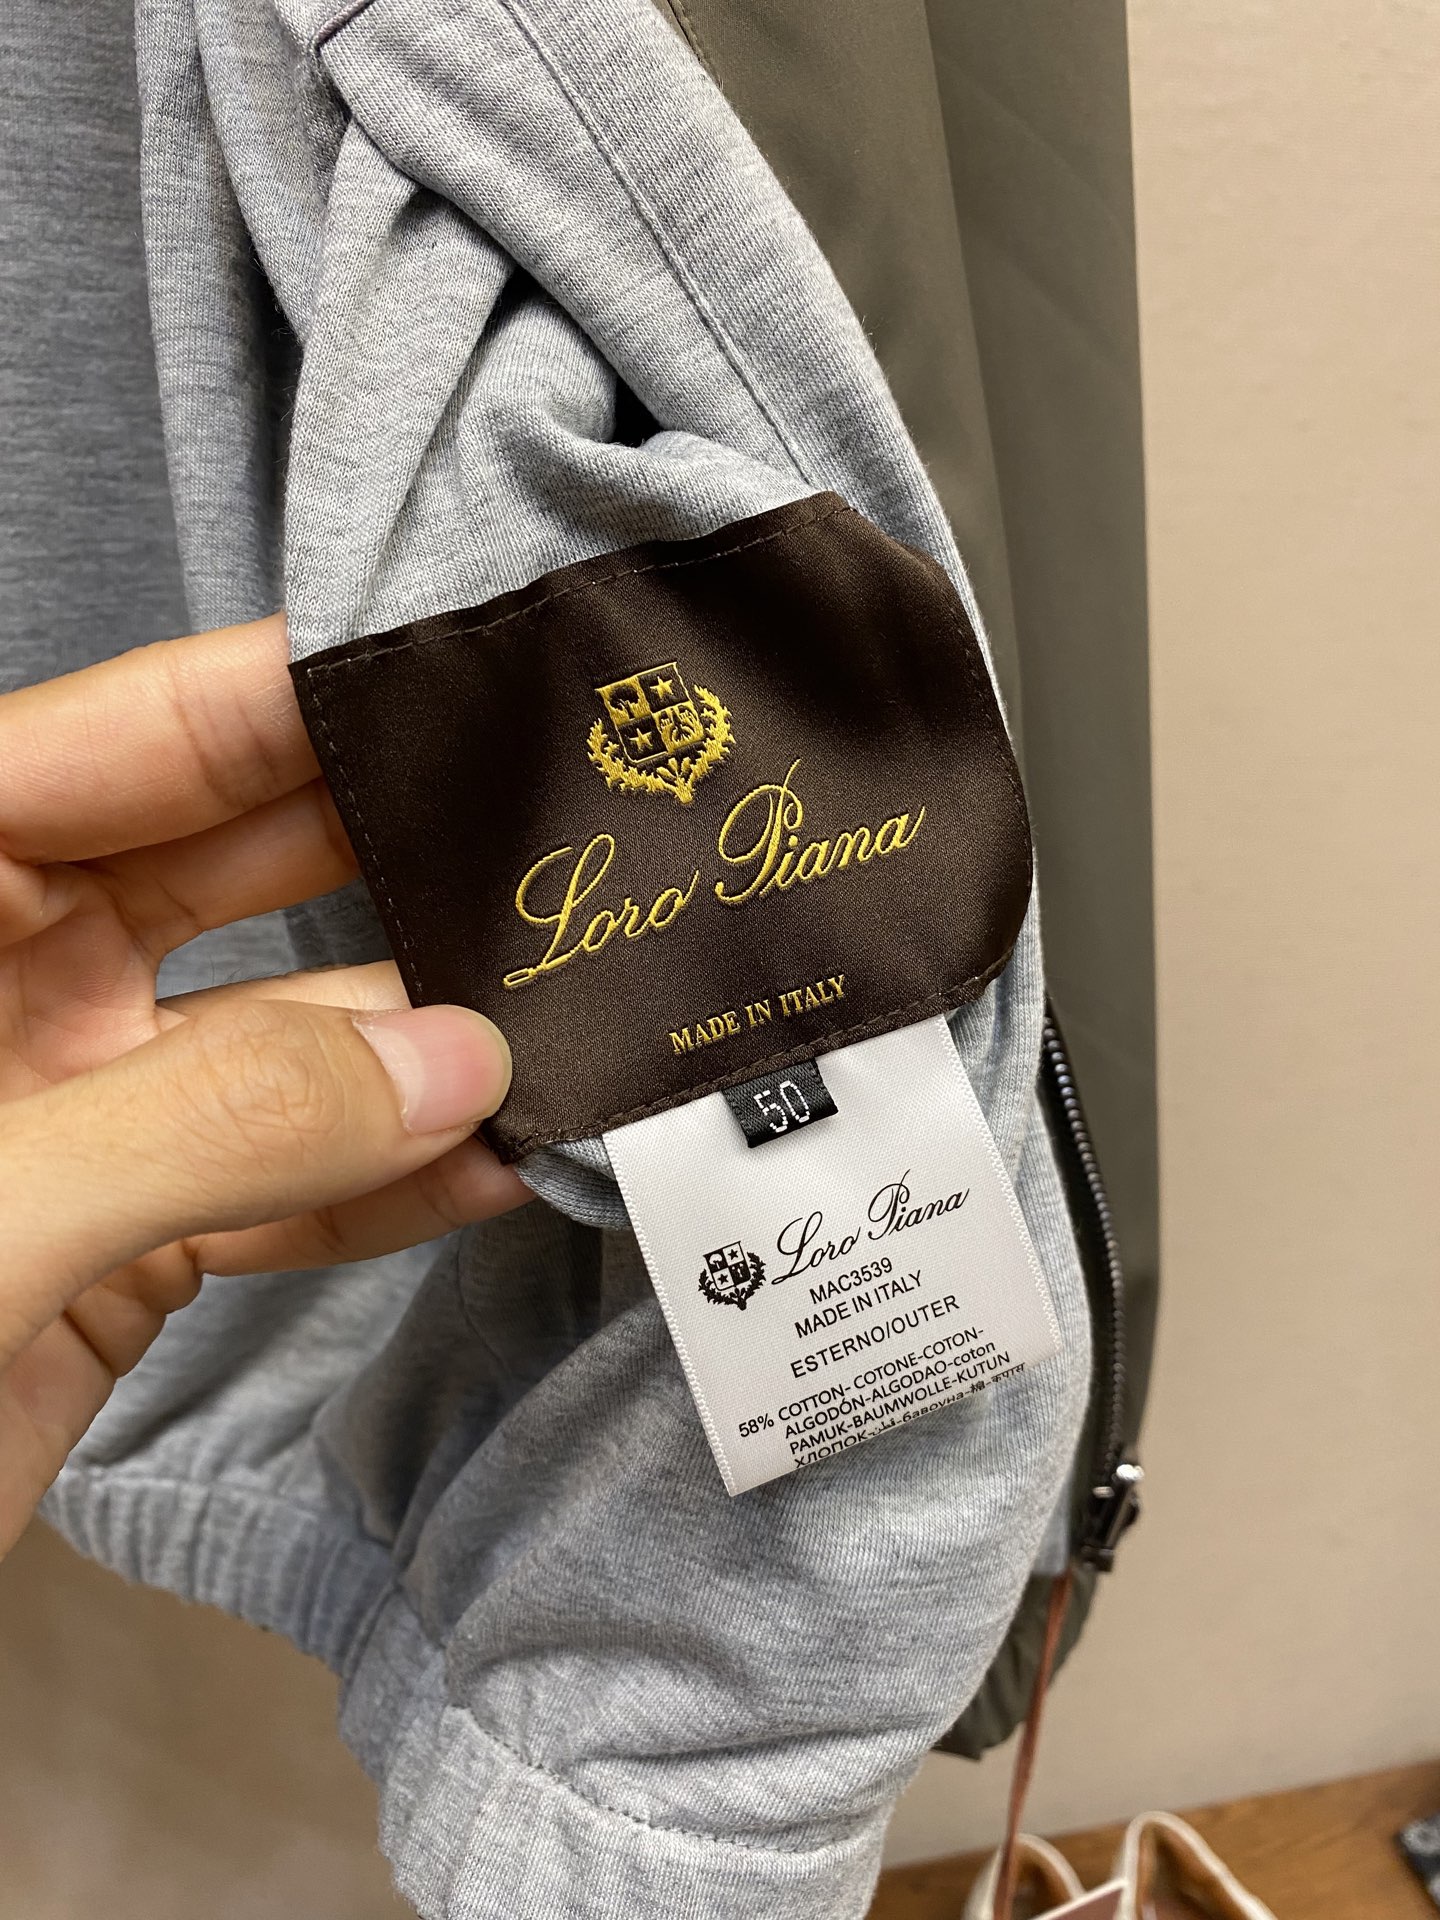 Loro Piana
MADE IN ITALY
50
Loro Piana
MAC3539
MADE IN ITALY
ESTERNO/OUTER
58% COTTON- COTONE-COTON-
ALGODÓN-ALGODAO-coton
PAMUK-BAUMWOLLE-KUTUN
ХЛОПОК-